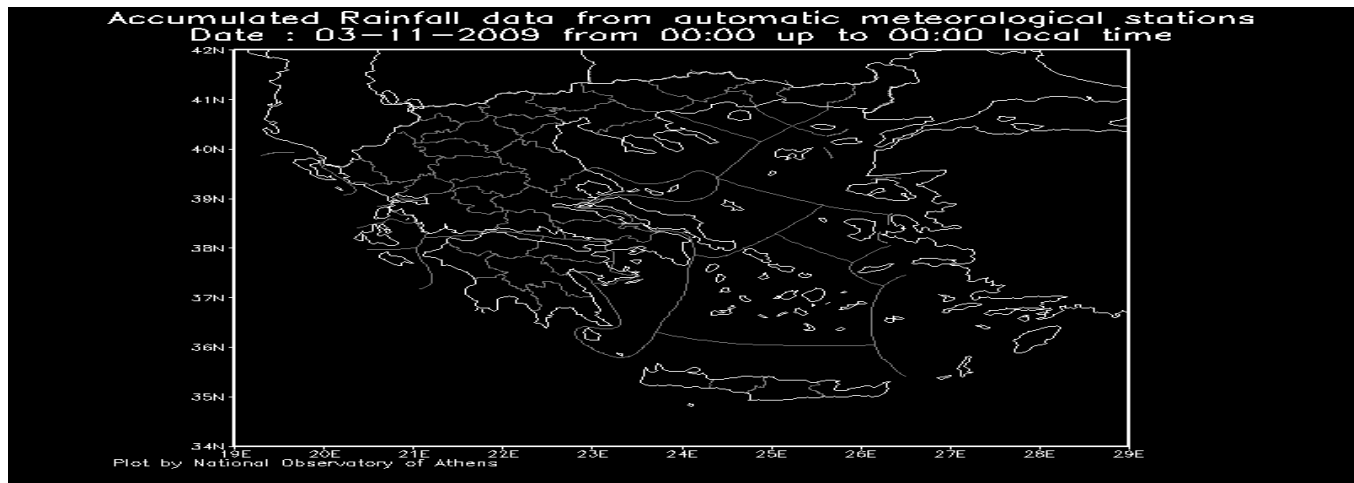 Accumulated Rainfall data from automatic meteoralogical stations
Date : 03-11-2009 from 00:00 up to 00:00 local time
42N
41N
40N
39N
38N
37N
36N
35N
34N
19E 20E 21E 22E 23E 24E 25E 26E 27E 28E 29E
Plot by National Observatory of Athens